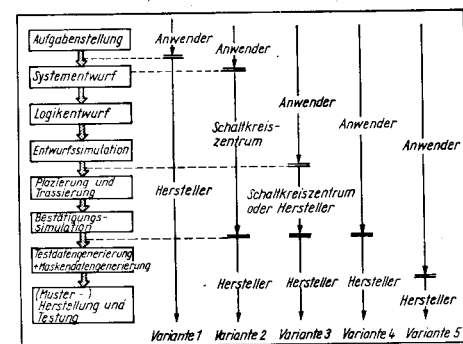 Aufgabenstellung
Systementwurf
Logikentwurf
Entwurfssimulation
Plazierung und
Trassierung
Bestätigungs-
simulation
Testdatengenerierung
+Maskendatengenerierung
(Muster-)
Herstellung und
Testung
Anwender
Hersteller
Variante 1
Anwender
Schaltkreis-
zentrum
Hersteller
Variante 2
Anwender
Schaltkreiszentrum
oder Hersteller
Hersteller
Variante 3
Anwender
Hersteller
Variante 4
Anwender
Hersteller
Variante 5